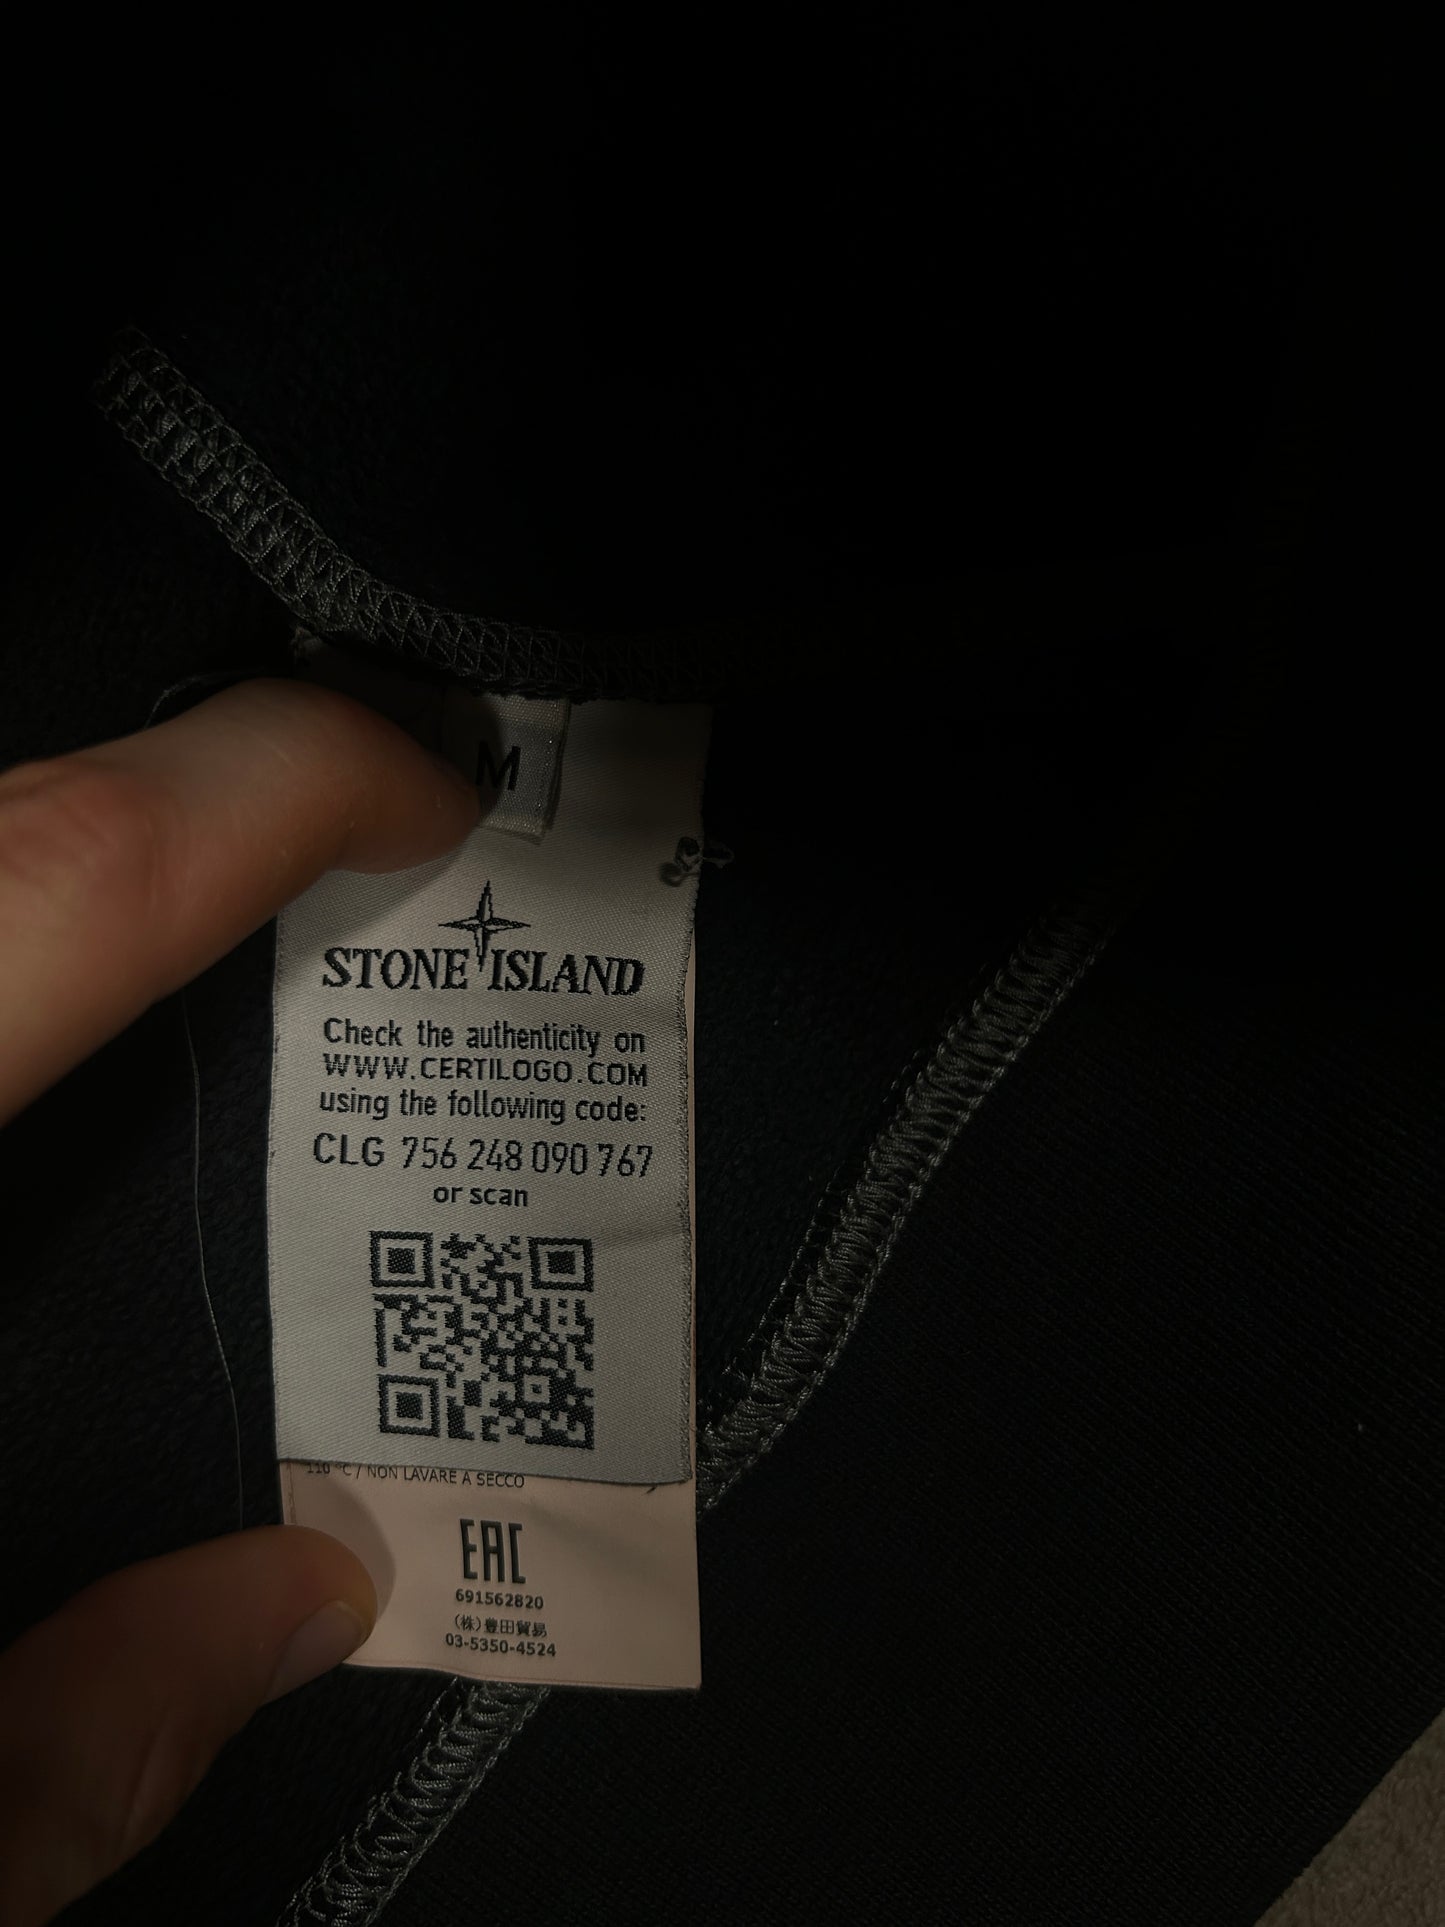 M
STONE ISLAND
Check the authenticity on
WWW.CERTILOGO.COM
using the following code:
CLG 756 248 090 767
or scan
110 °C / NON LAVARE A SECCO
EAC
691562820
(株)豊田貿易
03-5350-4524